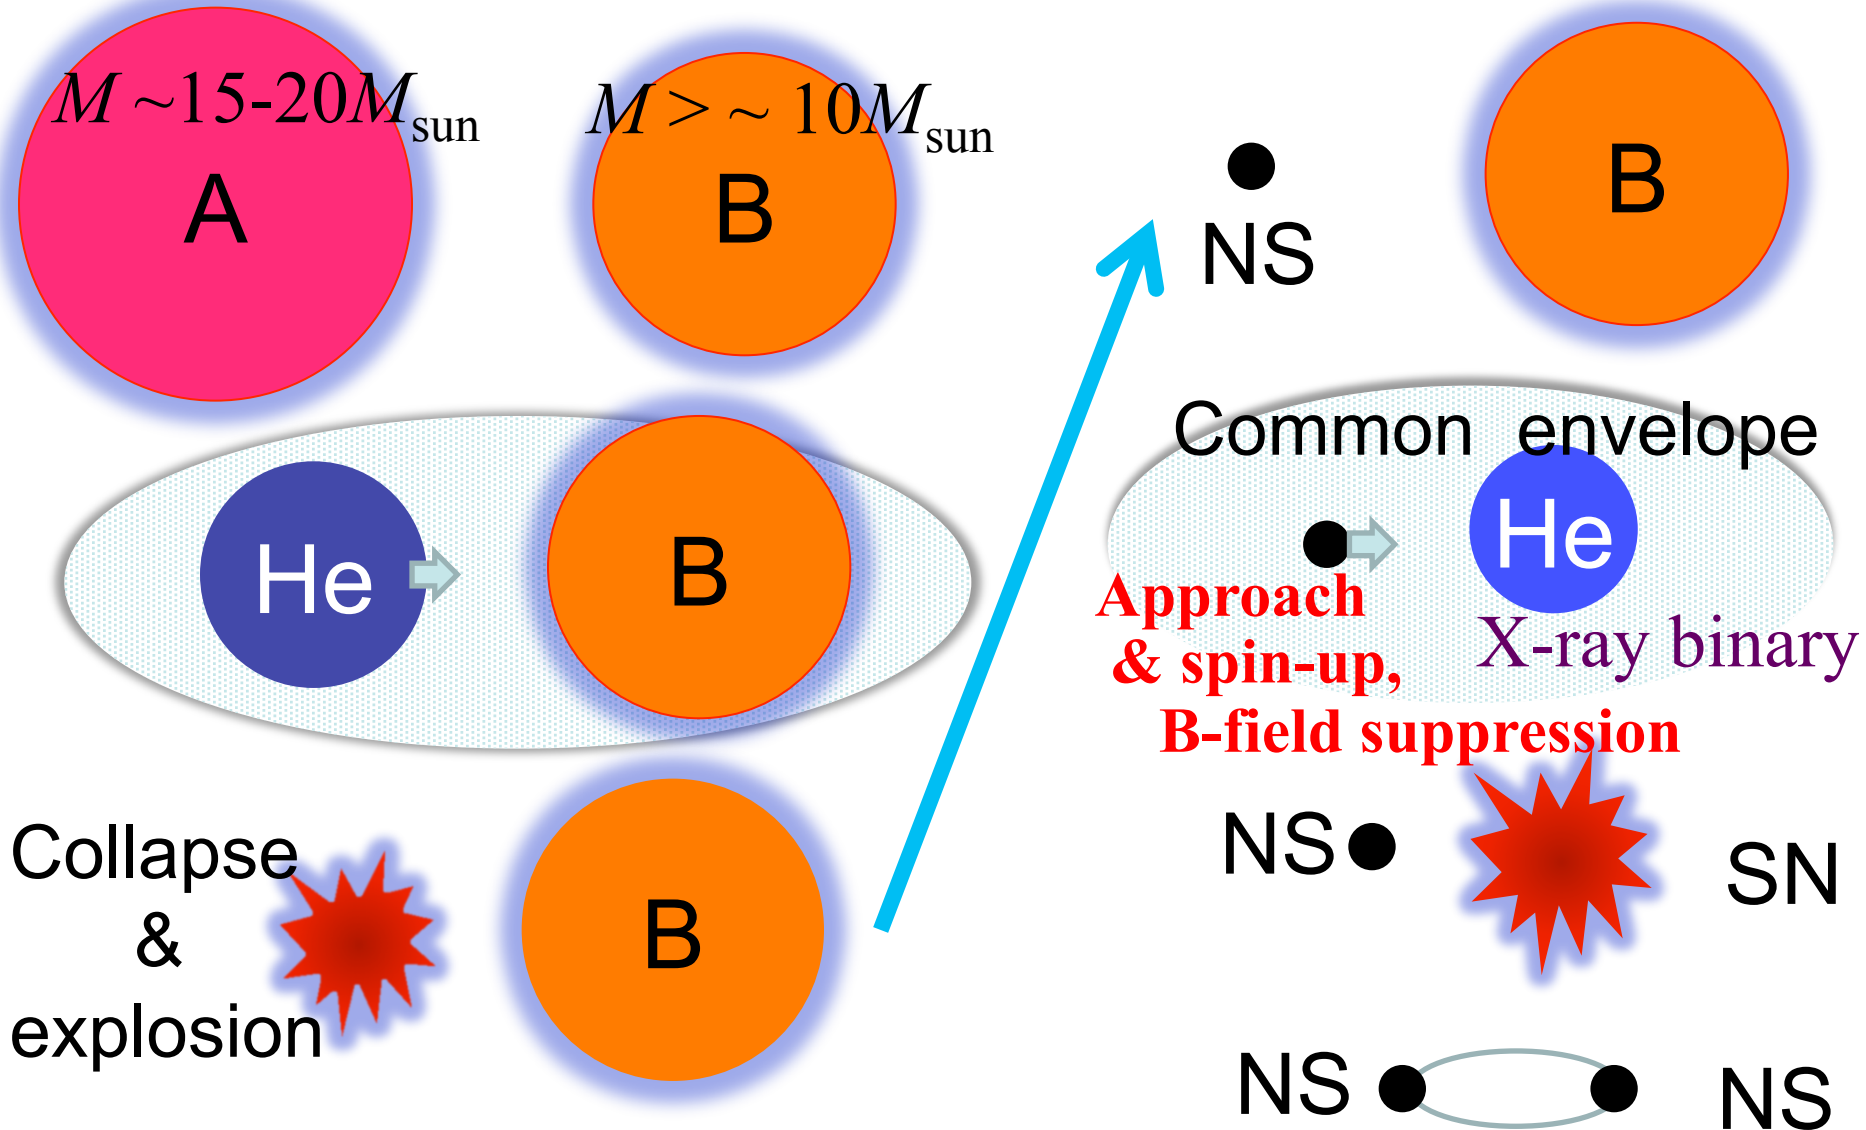 M ~15-20Msun
A
M > ~ 10Msun
B
He
B
Collapse
&
explosion
B
NS
B
Common envelope
He
Approach
& spin-up,
B-field suppression
X-ray binary
NS
SN
NS
NS